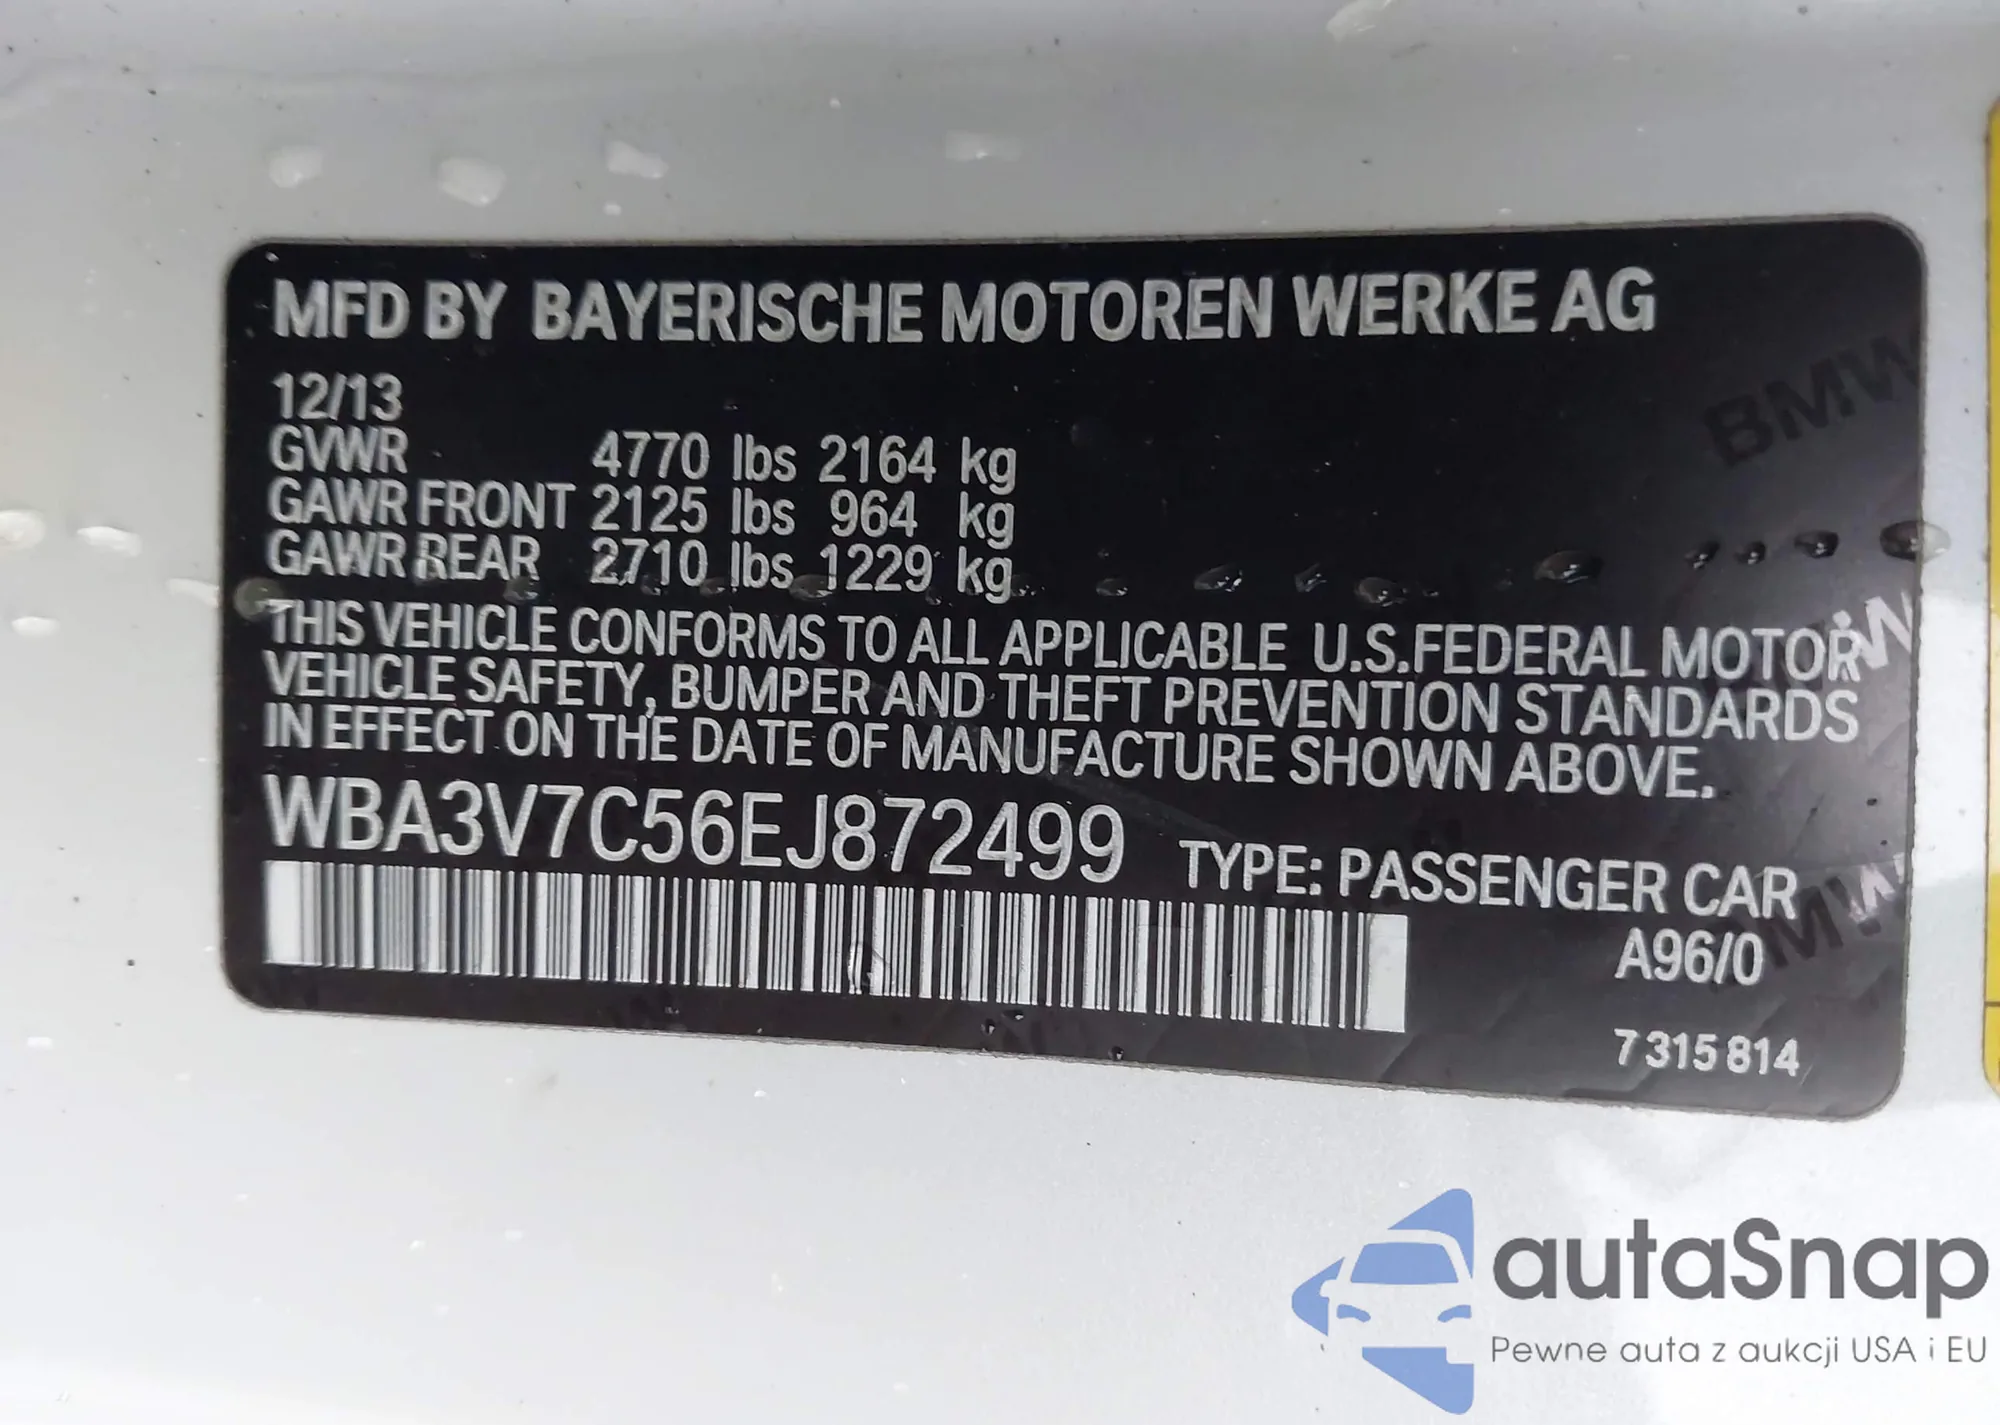 MFD BY BAYERISCHE MOTOREN WERKE AG
12/13
GVWR 4770 lbs 2164 kg
GAWR FRONT 2125 lbs 964 kg
GAWR REAR 2710 lbs 1229 kg
THIS VEHICLE CONFORMS TO ALL APPLICABLE U.S.FEDERAL MOTOR
VEHICLE SAFETY, BUMPER AND THEFT PREVENTION STANDARDS
IN EFFECT ON THE DATE OF MANUFACTURE SHOWN ABOVE.
WBA3V7C56EJ872499 TYPE: PASSENGER CAR
A96/0
7 315 814
BMW
autaSnap
Pewne auta z aukcji USA i EU